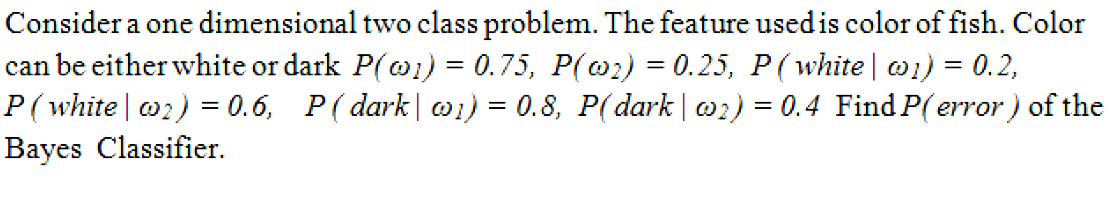 Consider a one dimensional two class problem. The feature used is color of fish. Color
can be either white or dark P(ω₁) = 0.75, P(ω₂) = 0.25, P( white | ω₁) = 0.2,
P( white | ω₂) = 0.6, P( dark | ω₁) = 0.8, P(dark | ω₂) = 0.4 Find P(error) of the
Bayes Classifier.